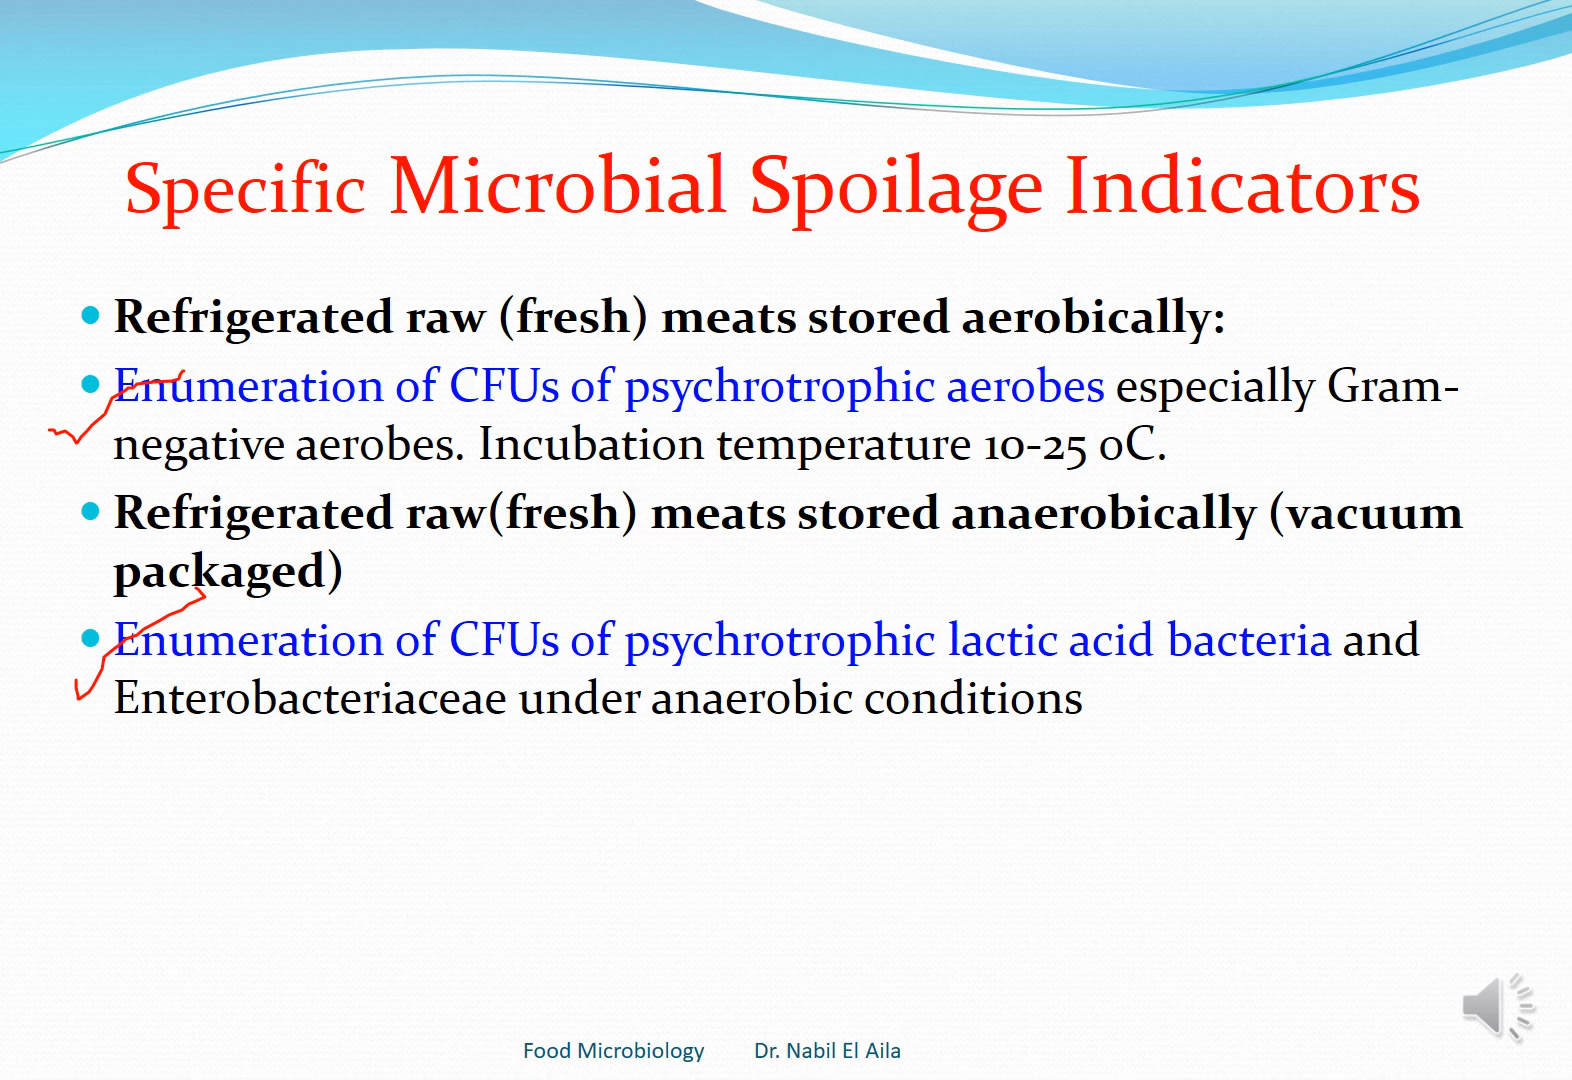 Specific Microbial Spoilage Indicators
• Refrigerated raw (fresh) meats stored aerobically:
• Enumeration of CFUs of psychrotrophic aerobes especially Gram-
negative aerobes. Incubation temperature 10-25 oC.
• Refrigerated raw(fresh) meats stored anaerobically (vacuum
packaged)
• Enumeration of CFUs of psychrotrophic lactic acid bacteria and
Enterobacteriaceae under anaerobic conditions
Food Microbiology Dr. Nabil El Aila